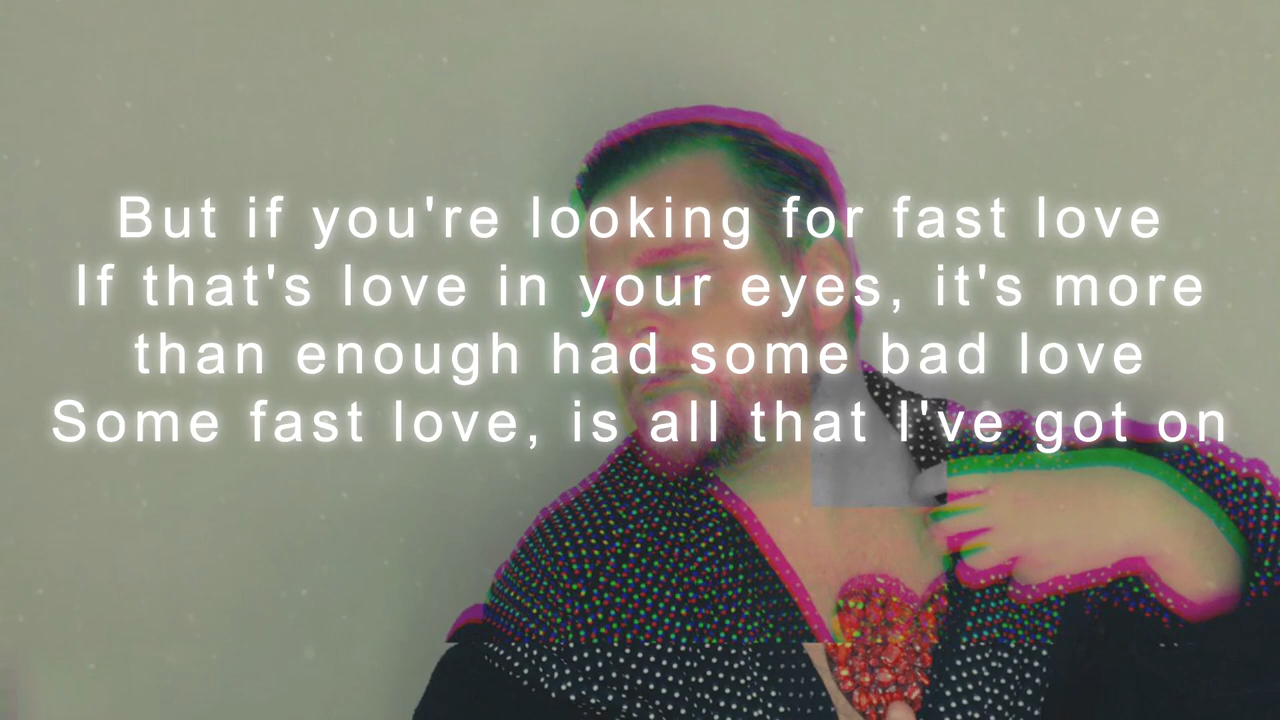 But if you're looking for fast love
If that's love in your eyes, it's more
than enough had some bad love
Some fast love, is all that I've got on